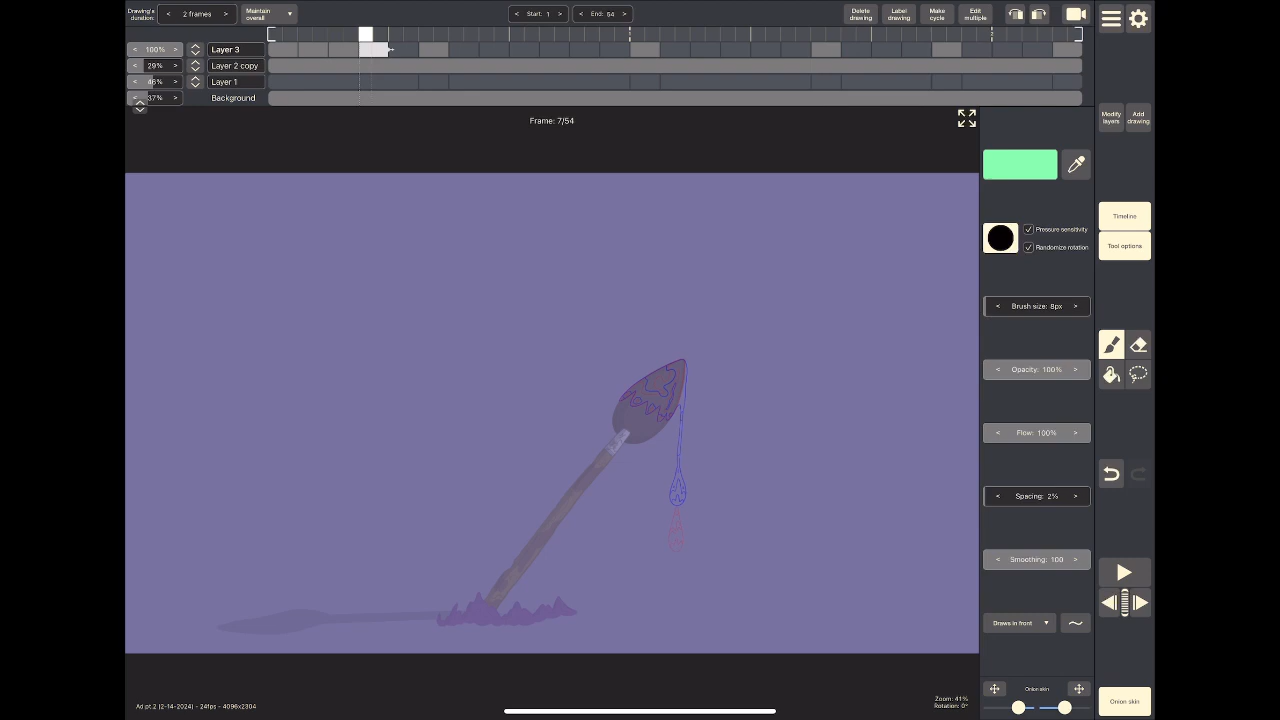 Drawing's
duration:
< 2 frames >
Maintain
overall
< Start: 1 >
< End: 54 >
Delete
drawing
Label
drawing
Make
cycle
Edit
multiple
< 100% > Layer 3
< 29% > Layer 2 copy
< 46% > Layer 1
< 37% > Background
Frame: 7/54
Modify
layers
Add
drawing
Pressure sensitivity
Randomize rotation
Timeline
Tool options
< Brush size: 8px >
< Opacity: 100% >
< Flow: 100% >
< Spacing: 2% >
< Smoothing: 100 >
Draws in front
Onion skin
Onion skin
Zoom: 41%
Rotation: 0°
Ad pt.2 (2-14-2024) - 24fps - 4096x2304